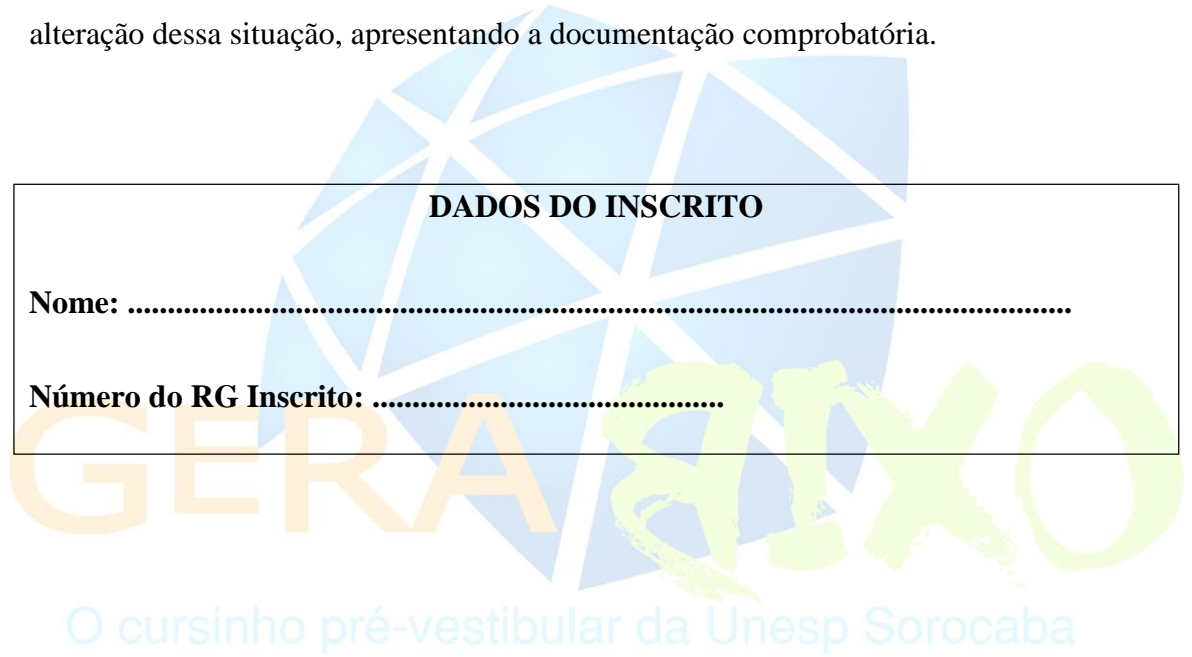 alteração dessa situação, apresentando a documentação comprobatória.
DADOS DO INSCRITO
Nome: .......................................................................................................................
Número do RG Inscrito: ............................................
GERA BIXO
O cursinho pré-vestibular da Unesp Sorocaba